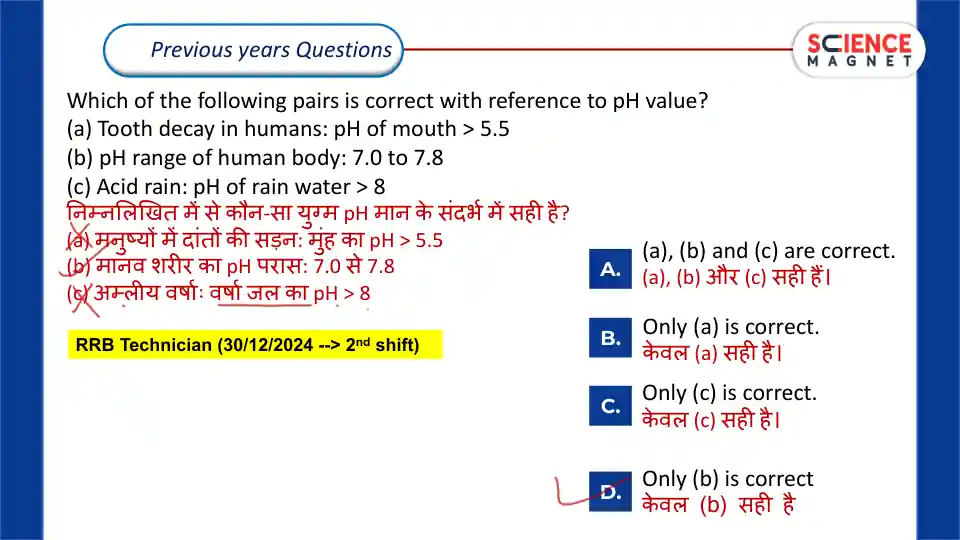 Previous years Questions
SCIENCE
MAGNET
Which of the following pairs is correct with reference to pH value?
(a) Tooth decay in humans: pH of mouth > 5.5
(b) pH range of human body: 7.0 to 7.8
(c) Acid rain: pH of rain water > 8
निम्नलिखित में से कौन-सा युग्म pH मान के संदर्भ में सही है?
(a) मनुष्यों में दांतों की सड़न: मुंह का pH > 5.5
(b) मानव शरीर का pH परास: 7.0 से 7.8
(c) अम्लीय वर्षाः वर्षा जल का pH > 8
RRB Technician (30/12/2024 --> 2nd shift)
A.
(a), (b) and (c) are correct.
(a), (b) और (c) सही हैं।
B.
Only (a) is correct.
केवल (a) सही है।
C.
Only (c) is correct.
केवल (c) सही है।
D.
Only (b) is correct
केवल (b) सही है